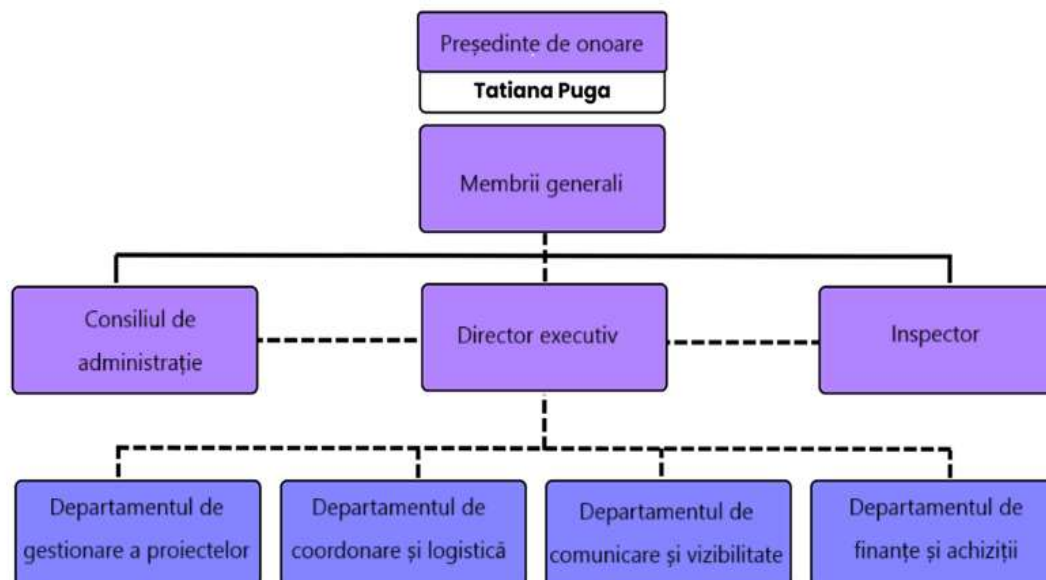 Președinte de onoare
Tatiana Puga
Membrii generali
Consiliul de
administrație
Director executiv
Inspector
Departamentul de
gestionare a proiectelor
Departamentul de
coordonare și logistică
Departamentul de
comunicare și vizibilitate
Departamentul de
finanțe și achiziții